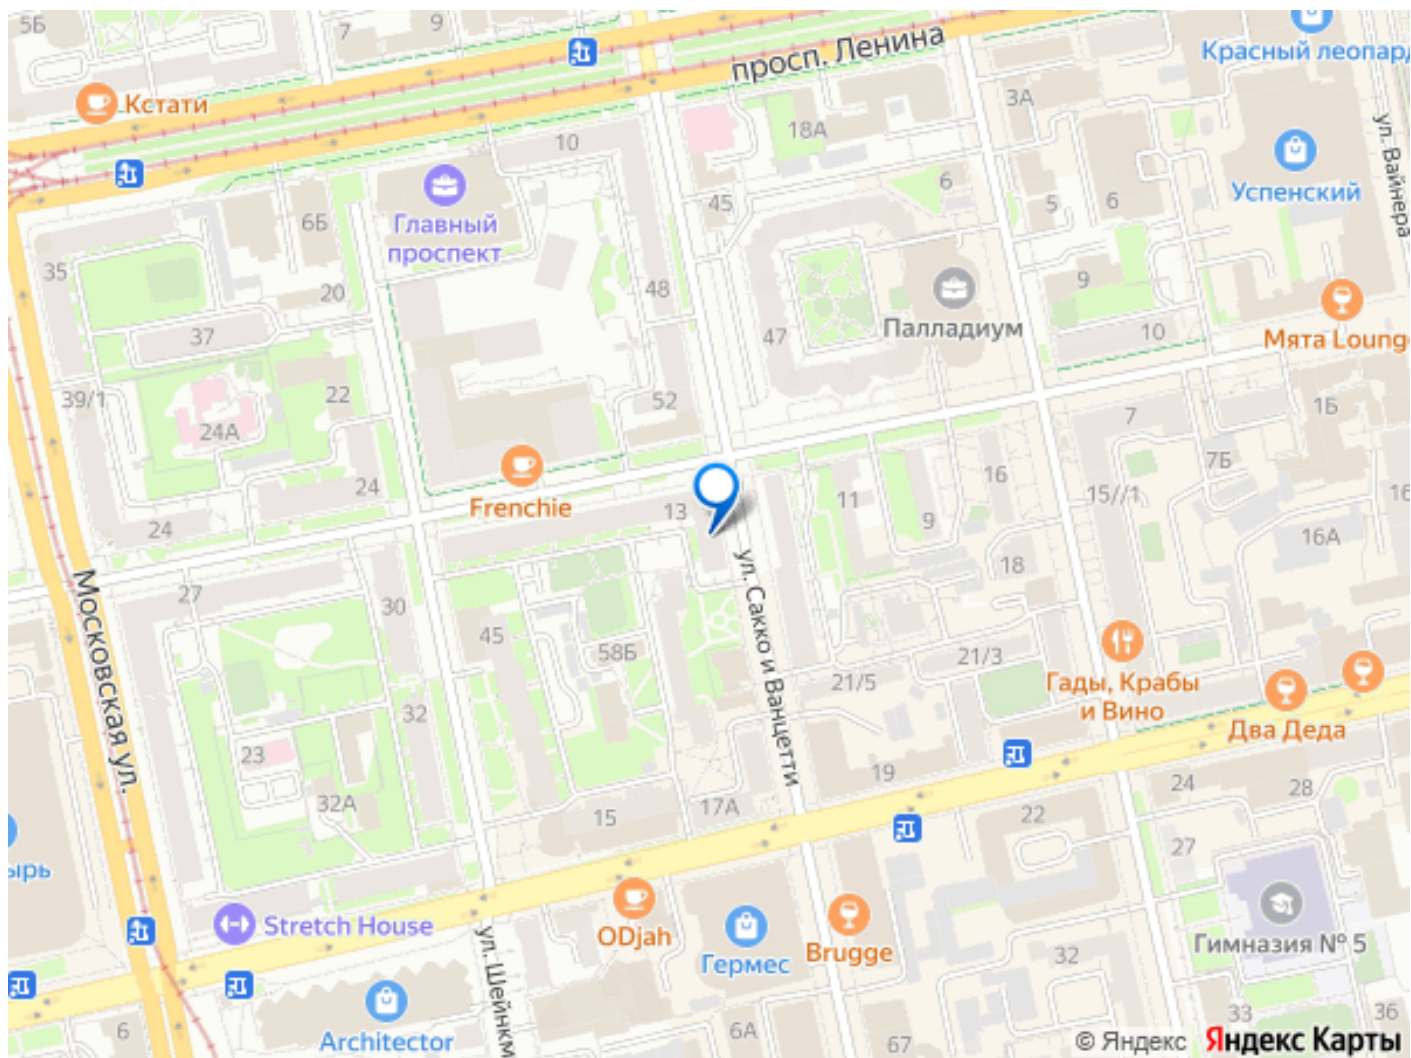 5Б
7
9
просп. Ленина
Красный леопард
Кстати
3А
18А
10
ул. Вайнера
6
Успенский
45
5
6
Главный
проспект
6Б
35
20
48
9
Палладиум
47
10
Мята Lounge
37
39/1
22
52
24А
7
1Б
7Б
24
Frenchie
13
11
16
9
15//1
16
24
16А
18
Московская ул.
27
30
45
58Б
ул. Сакко и Ванцетти
21/3
21/5
Гады, Крабы
и Вино
Два Деда
32
23
19
24
28
32А
15
17А
22
27
ырь
Stretch House
ODjah
Гермес
Brugge
Гимназия № 5
ул. Шейнкм
32
6
Architector
6А
67
33
36
© Яндекс Яндекс Карты